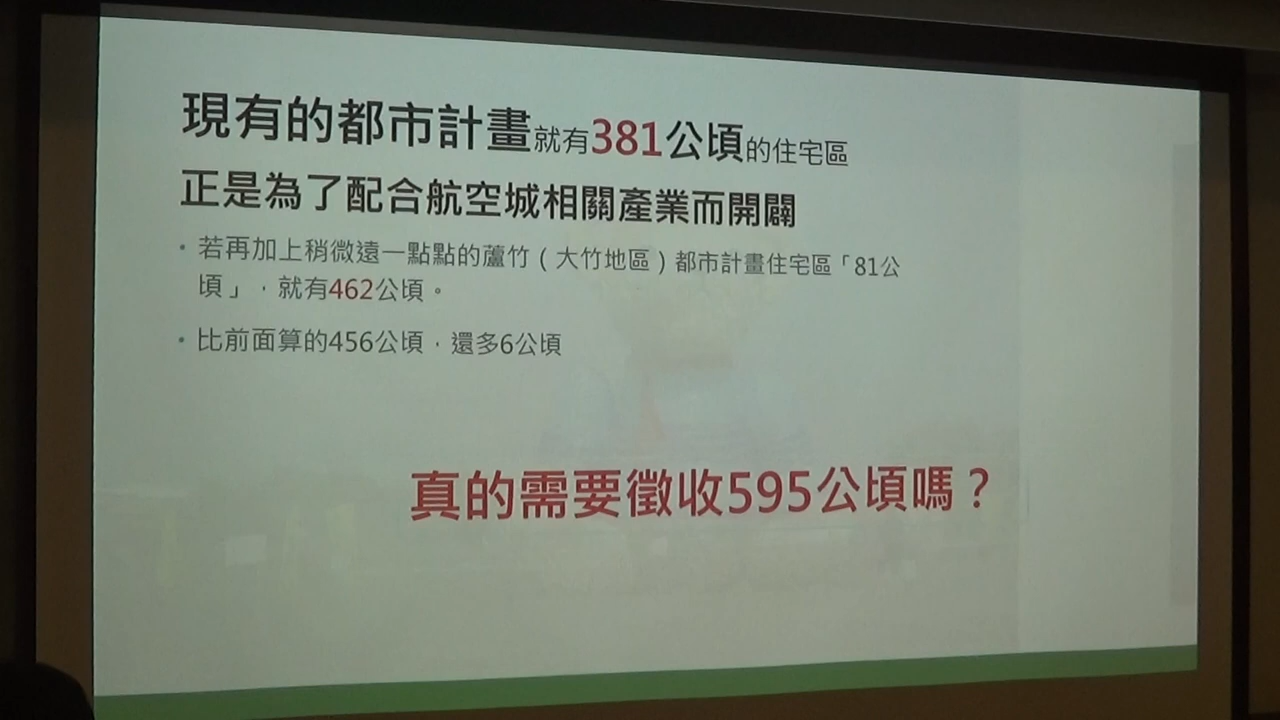 現有的都市計畫就有381公頃的住宅區
正是為了配合航空城相關產業而開闢
• 若再加上稍微遠一點點的蘆竹（大竹地區）都市計畫住宅區「81公
頃」，就有462公頃。
• 比前面算的456公頃，還多6公頃
真的需要徵收595公頃嗎？